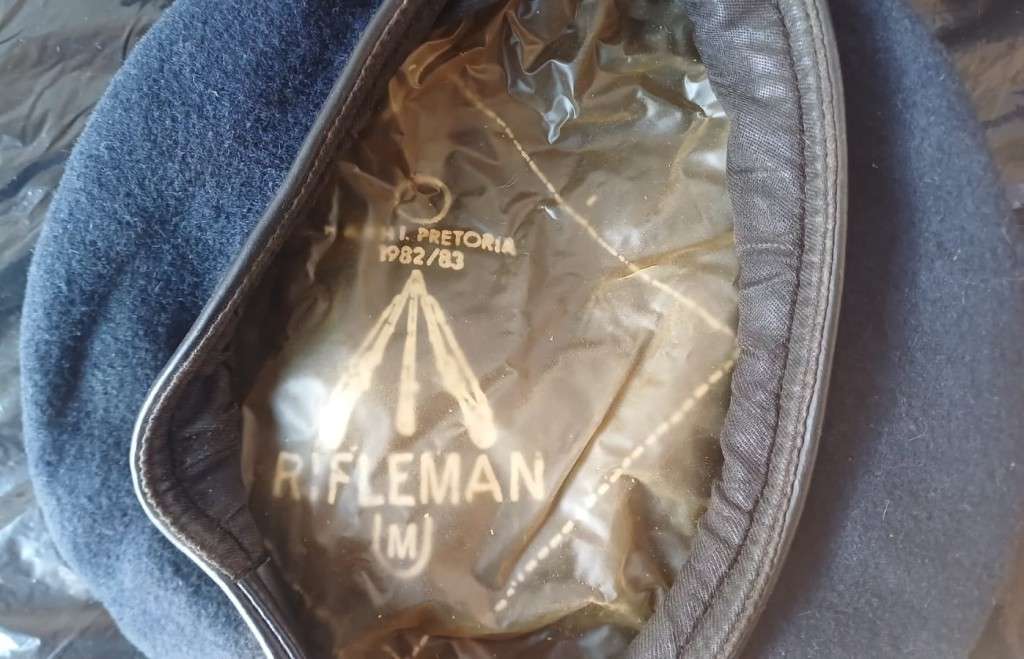 PRETORIA
1982/83
RIFLEMAN
M